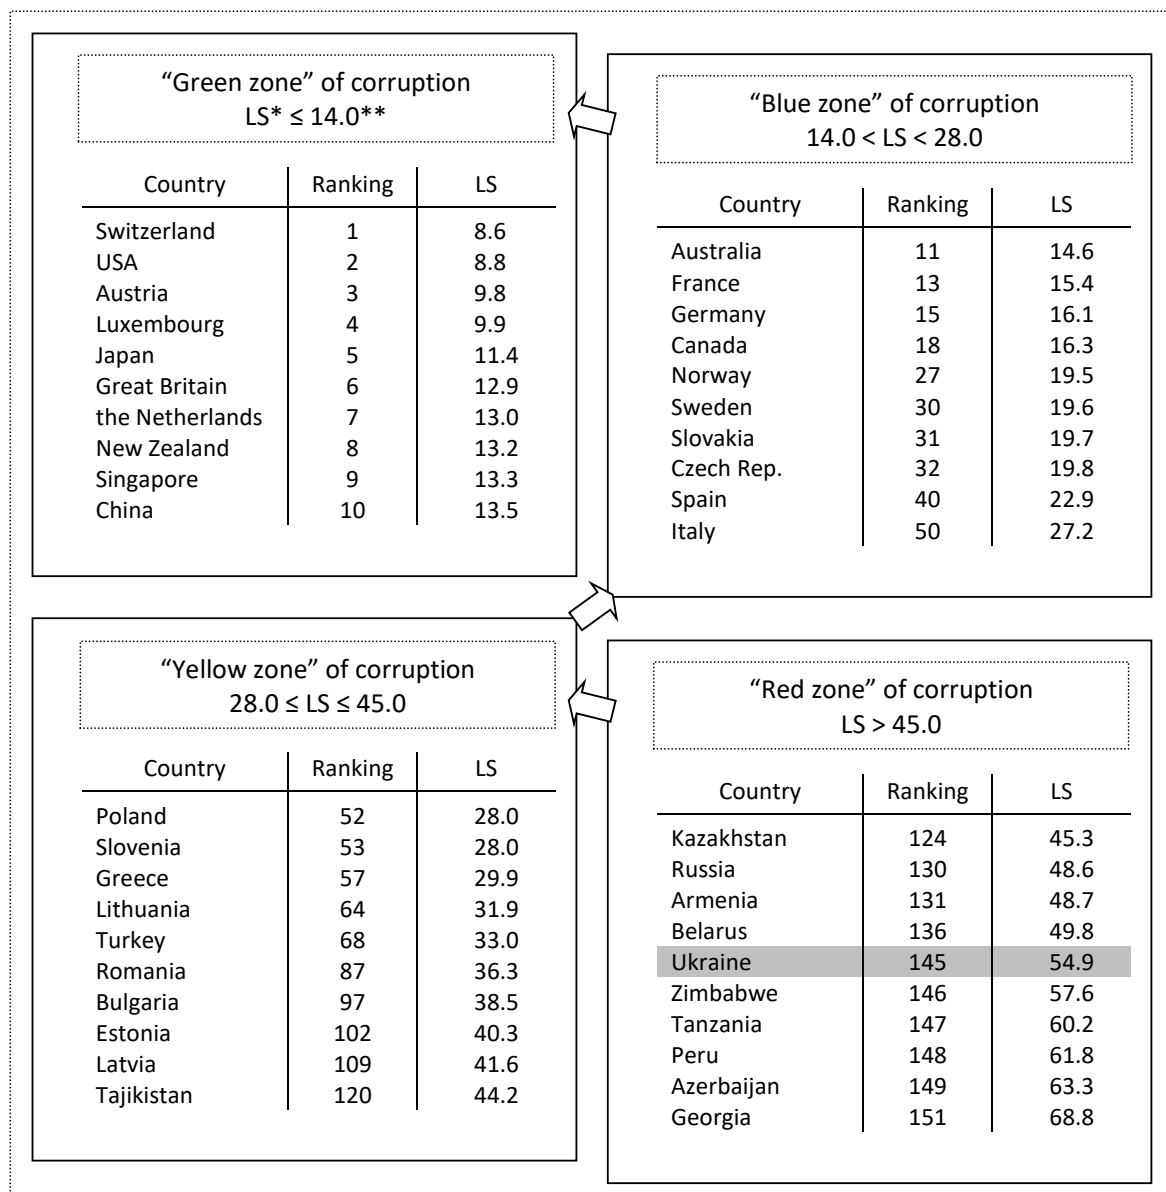 “Green zone” of corruption
LS* ≤ 14.0**
Country Ranking LS
Switzerland 1 8.6
USA 2 8.8
Austria 3 9.8
Luxembourg 4 9.9
Japan 5 11.4
Great Britain 6 12.9
the Netherlands 7 13.0
New Zealand 8 13.2
Singapore 9 13.3
China 10 13.5
“Blue zone” of corruption
14.0 < LS < 28.0
Country Ranking LS
Australia 11 14.6
France 13 15.4
Germany 15 16.1
Canada 18 16.3
Norway 27 19.5
Sweden 30 19.6
Slovakia 31 19.7
Czech Rep. 32 19.8
Spain 40 22.9
Italy 50 27.2
“Yellow zone” of corruption
28.0 ≤ LS ≤ 45.0
Country Ranking LS
Poland 52 28.0
Slovenia 53 28.0
Greece 57 29.9
Lithuania 64 31.9
Turkey 68 33.0
Romania 87 36.3
Bulgaria 97 38.5
Estonia 102 40.3
Latvia 109 41.6
Tajikistan 120 44.2
“Red zone” of corruption
LS > 45.0
Country Ranking LS
Kazakhstan 124 45.3
Russia 130 48.6
Armenia 131 48.7
Belarus 136 49.8
Ukraine 145 54.9
Zimbabwe 146 57.6
Tanzania 147 60.2
Peru 148 61.8
Azerbaijan 149 63.3
Georgia 151 68.8